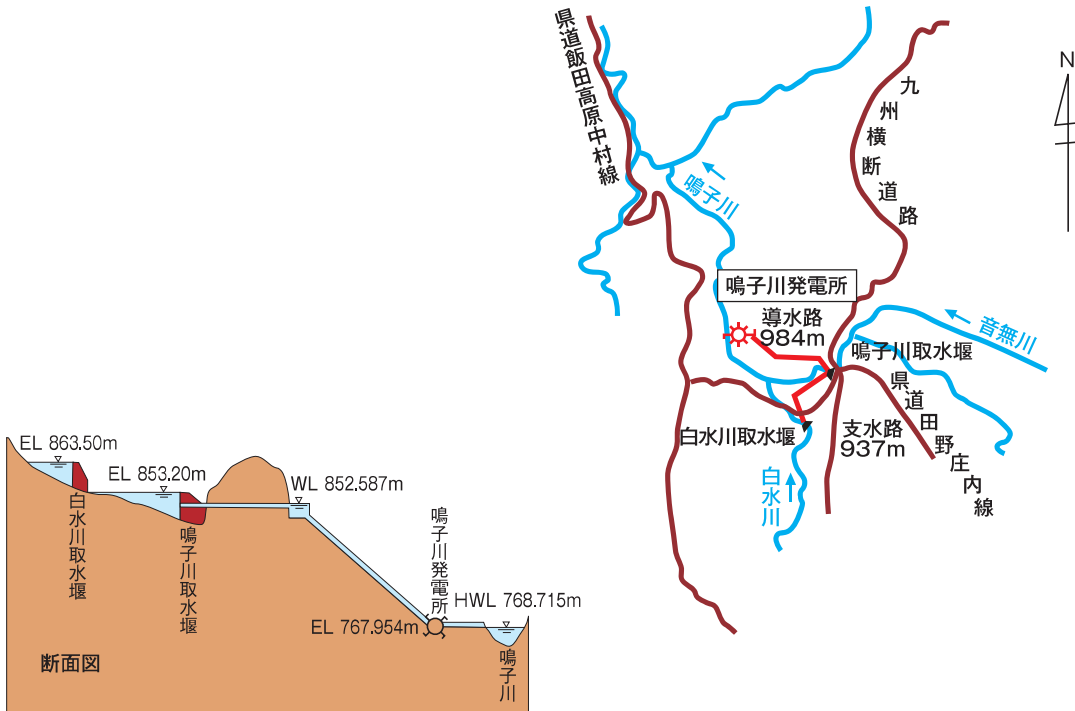 県道飯田高原中村線
九州横断道路
N
鳴子川
鳴子川発電所
導水路
984m
音無川
鳴子川取水堰
県道田野庄内線
白水川取水堰
支水路
937m
白水川
EL 863.50m
EL 853.20m
WL 852.587m
白水川取水堰
鳴子川取水堰
鳴子川発電所
HWL 768.715m
EL 767.954m
鳴子川
断面図